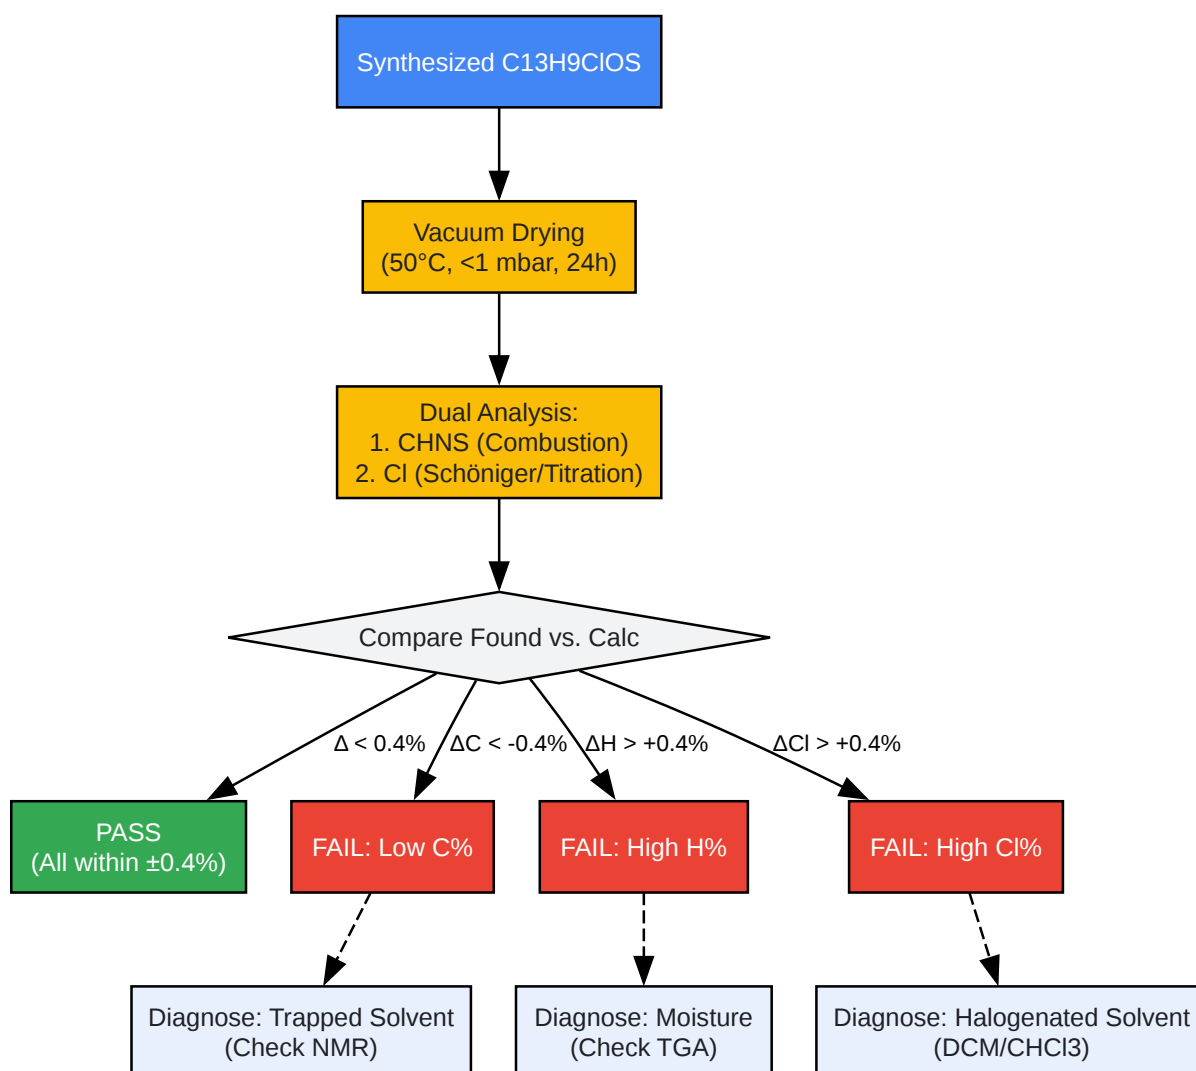 Synthesized C13H9ClOS
Vacuum Drying
(50°C, <1 mbar, 24h)
Dual Analysis:
1. CHNS (Combustion)
2. Cl (Schöniger/Titration)
Compare Found vs. Calc
Δ < 0.4%
ΔC < -0.4%
ΔH > +0.4%
ΔCl > +0.4%
PASS
(All within ±0.4%)
FAIL: Low C%
FAIL: High H%
FAIL: High Cl%
Diagnose: Trapped Solvent
(Check NMR)
Diagnose: Moisture
(Check TGA)
Diagnose: Halogenated Solvent
(DCM/CHCl3)